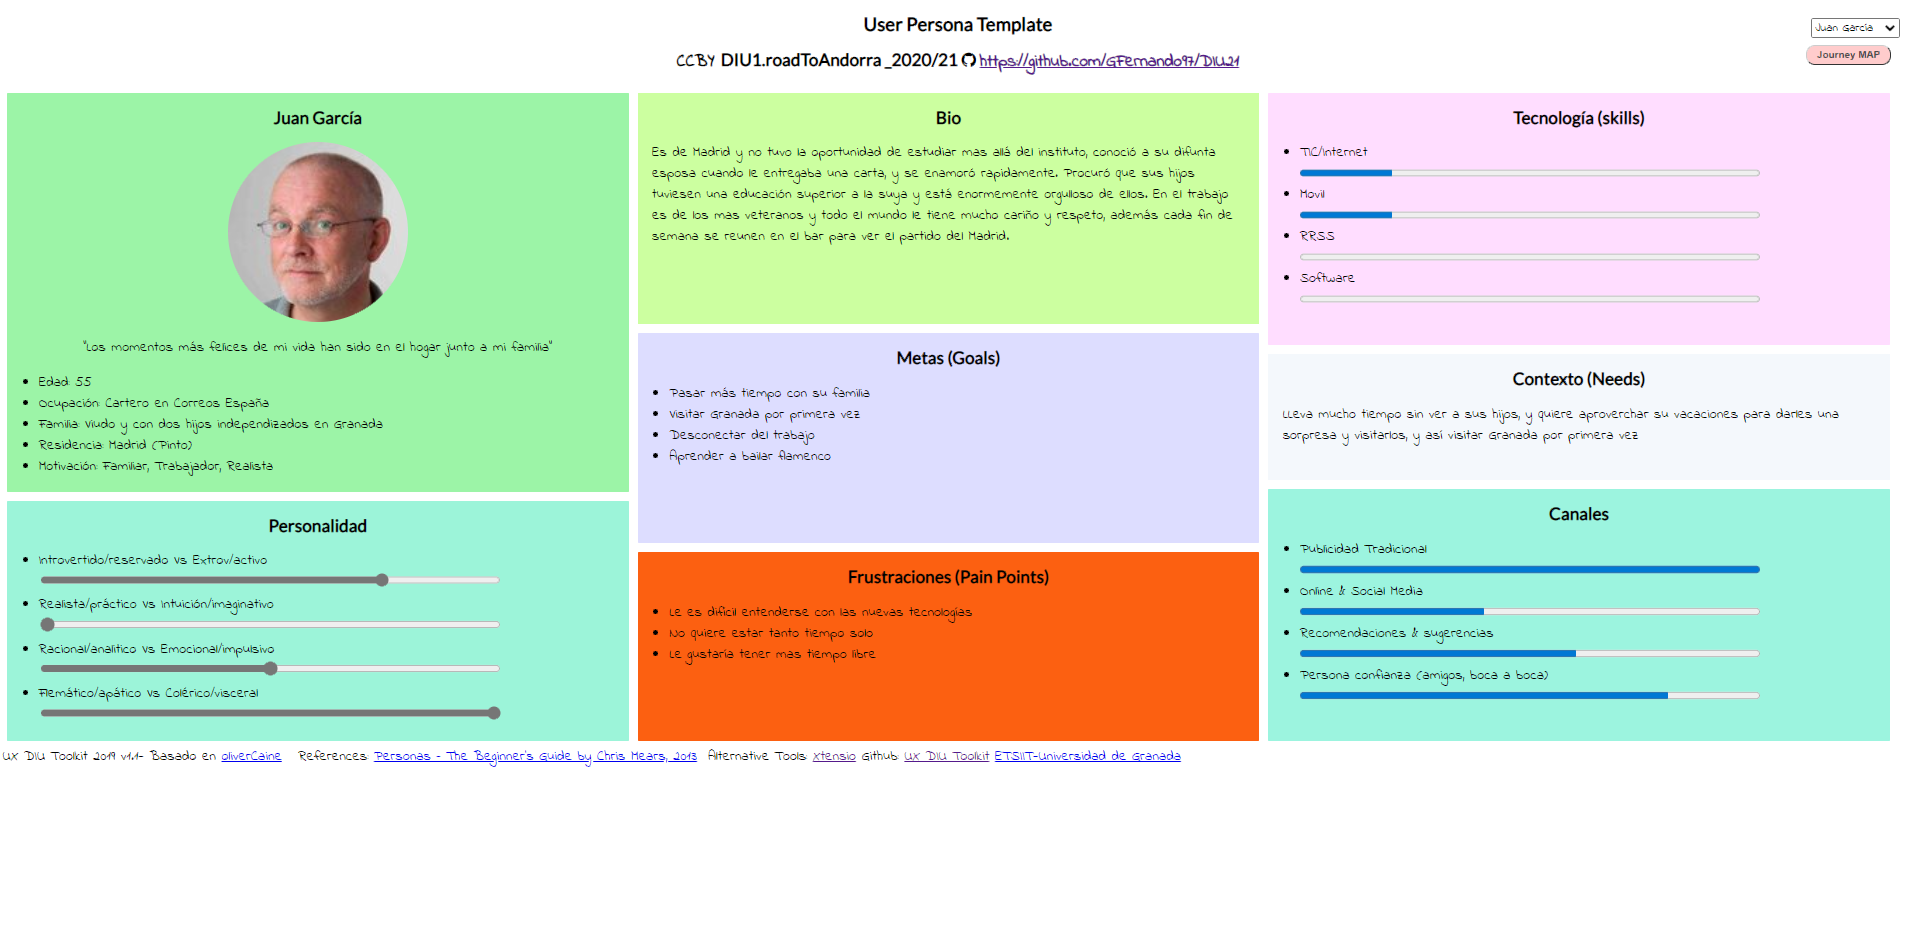 User Persona Template
Juan García
CCBY DIU1.roadToAndorra _2020/21 https://github.com/GFernando97/DIU21
Journey MAP
Juan García
"Los momentos más felices de mi vida han sido en el hogar junto a mi familia"
Edad: 55
Ocupación: Cartero en Correos España
Familia: Viudo y con dos hijos independizados en Granada
Residencia: Madrid (Pinto)
Motivación: Familiar, Trabajador, Realista
Personalidad
Introvertido/reservado Vs Extrov/activo
Realista/práctico Vs Intuición/imaginativo
Racional/analítico Vs Emocional/impulsivo
Flemático/apático Vs Colérico/visceral
Bio
Es de Madrid y no tuvo la oportunidad de estudiar mas allá del instituto, conoció a su difunta
esposa cuando le entregaba una carta, y se enamoró rapidamente. Procuró que sus hijos
tuviesen una educación superior a la suya y está enormemente orgulloso de ellos. En el trabajo
es de los mas veteranos y todo el mundo le tiene mucho cariño y respeto, además cada fin de
semana se reunen en el bar para ver el partido del Madrid.
Metas (Goals)
Pasar más tiempo con su familia
Visitar Granada por primera vez
Desconectar del trabajo
Aprender a bailar flamenco
Frustraciones (Pain Points)
Le es dificil entenderse con las nuevas tecnologías
No quiere estar tanto tiempo solo
Le gustaría tener mas tiempo libre
Tecnología (skills)
TIC/Internet
Movil
RRSS
Software
Contexto (Needs)
LLeva mucho tiempo sin ver a sus hijos, y quiere aproverchar su vacaciones para darles una
sorpresa y visitarlos, y así visitar Granada por primera vez
Canales
Publicidad Tradicional
Online & Social Media
Recomendaciones & sugerencias
Persona confianza (amigos, boca a boca)
UX DIU Toolkit 2019 v1.1- Basado en oliverCaine References: Personas - The Beginner's Guide by Chris Mears, 2013 Alternative Tools: Xtensio Github: UX DIU Toolkit ETSIIT-Universidad de Granada